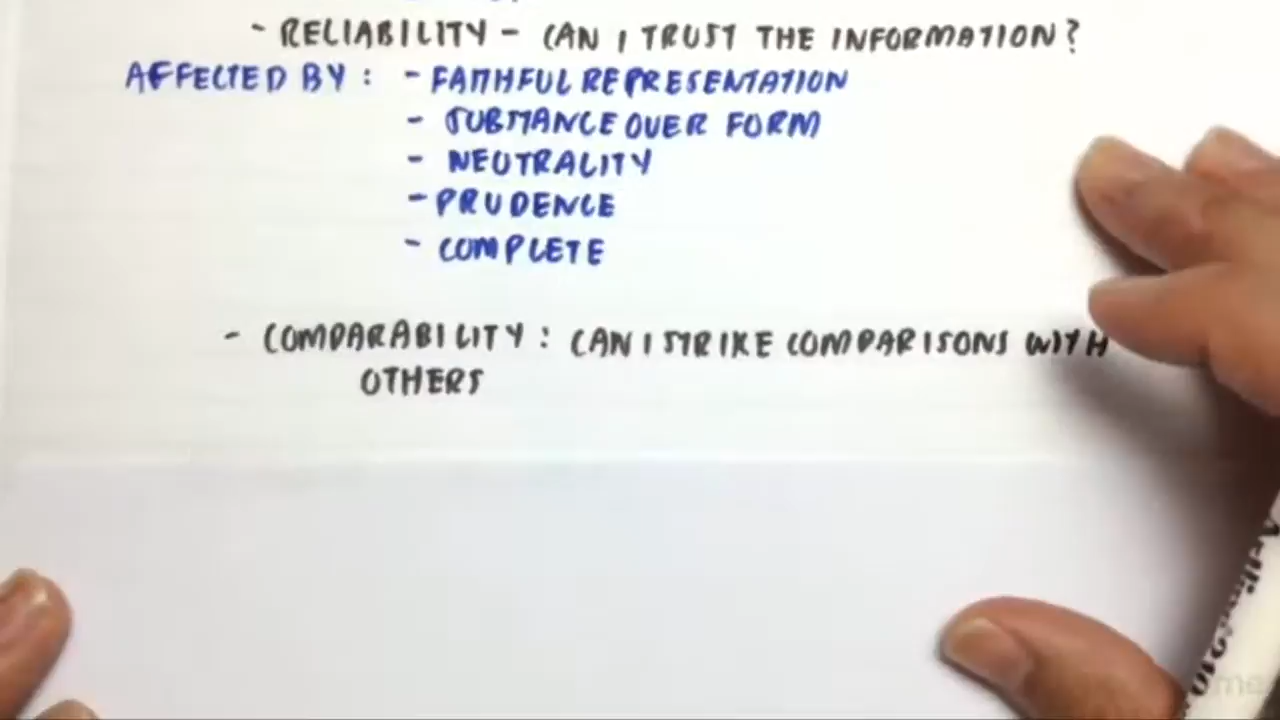 - RELIABILITY - CAN I TRUST THE INFORMATION?
AFFECTED BY: - FAITHFUL REPRESENTATION
- SUBSTANCE OVER FORM
- NEUTRALITY
- PRUDENCE
- COMPLETE
- COMPARABILITY: CAN I STRIKE COMPARISONS WITH
OTHERS